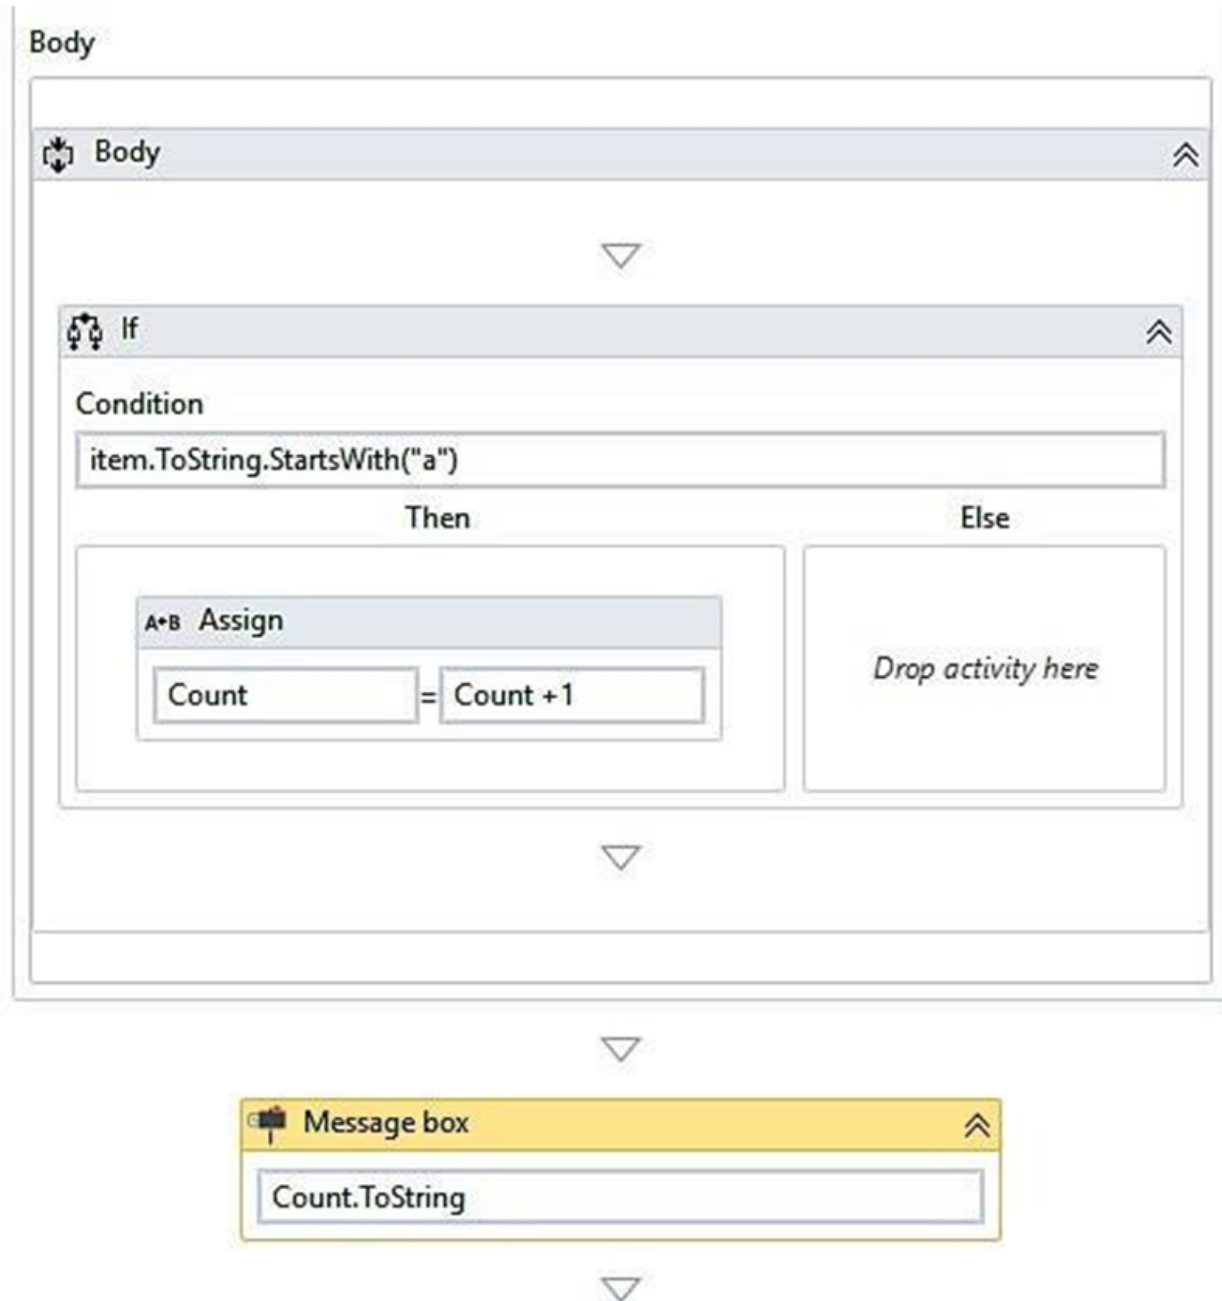 Body
Body
If
Condition
item.ToString.StartsWith("a")
Then Else
A+B Assign
Count = Count +1
Drop activity here
Message box
Count.ToString